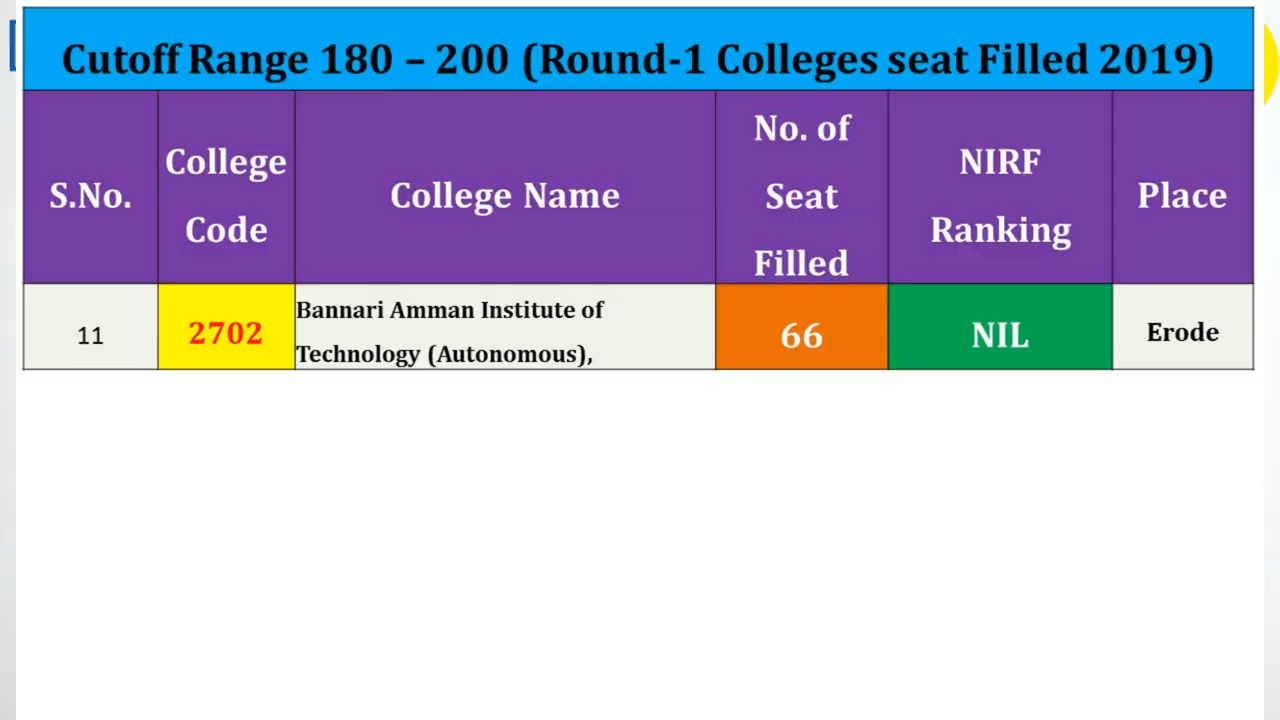 Cutoff Range 180 – 200 (Round-1 Colleges seat Filled 2019)
S.No.
College
Code
College Name
No. of
Seat
Filled
NIRF
Ranking
Place
11
2702
Bannari Amman Institute of
Technology (Autonomous),
66
NIL
Erode